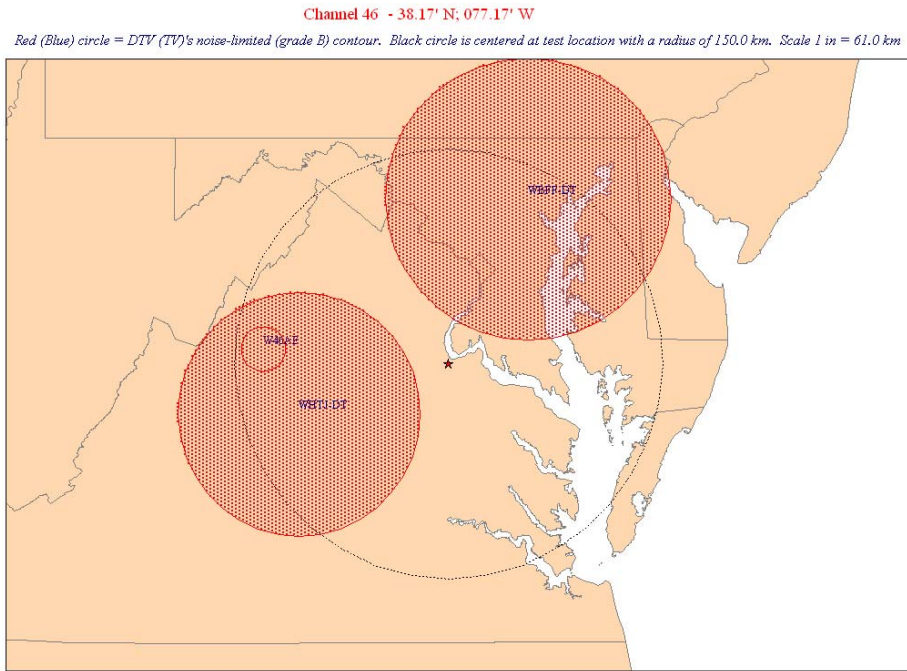 Channel 46 - 38.17' N; 077.17' W
Red (Blue) circle = DTV (TV)'s noise-limited (grade B) contour. Black circle is centered at test location with a radius of 150.0 km. Scale 1 in = 61.0 km
WBFF-DT
W46AE
WHTJ-DT